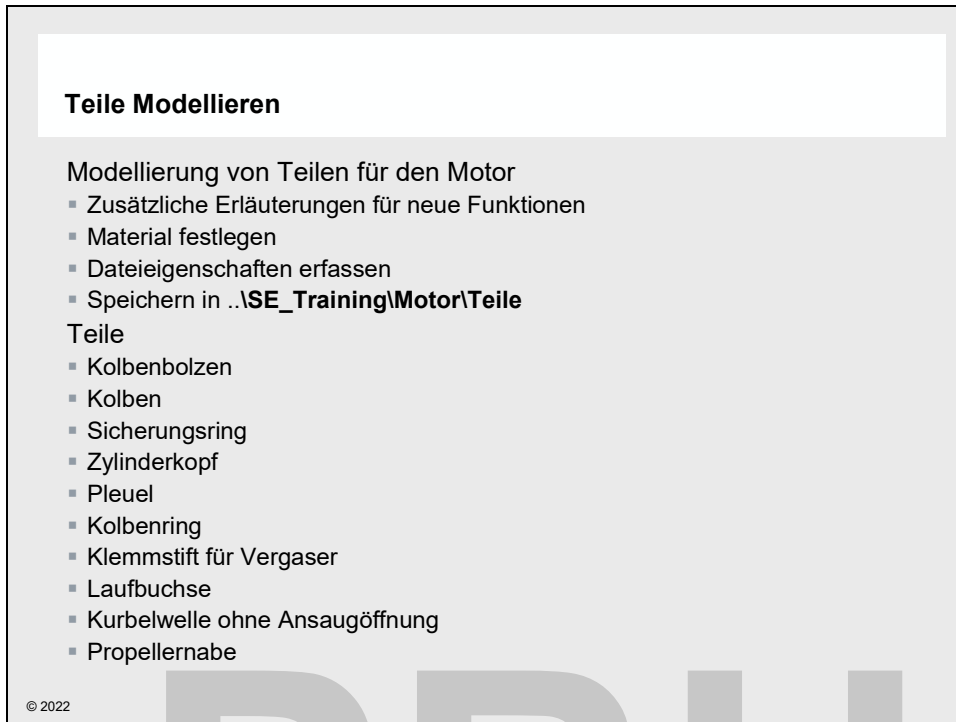 Teile Modellieren
Modellierung von Teilen für den Motor
▪ Zusätzliche Erläuterungen für neue Funktionen
▪ Material festlegen
▪ Dateieigenschaften erfassen
▪ Speichern in ..\SE_Training\Motor\Teile
Teile
▪ Kolbenbolzen
▪ Kolben
▪ Sicherungsring
▪ Zylinderkopf
▪ Pleuel
▪ Kolbenring
▪ Klemmstift für Vergaser
▪ Laufbuchse
▪ Kurbelwelle ohne Ansaugöffnung
▪ Propellernabe
© 2022